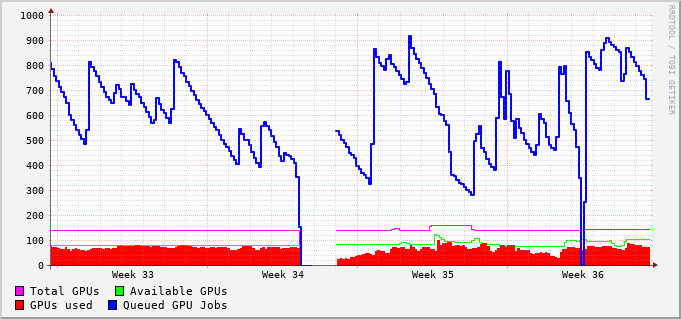 1000
900
800
700
600
500
400
300
200
100
0
Week 33 Week 34 Week 35 Week 36
Total GPUs Available GPUs
GPUs used Queued GPU Jobs
RRDTOOL / TOBI OETIKER